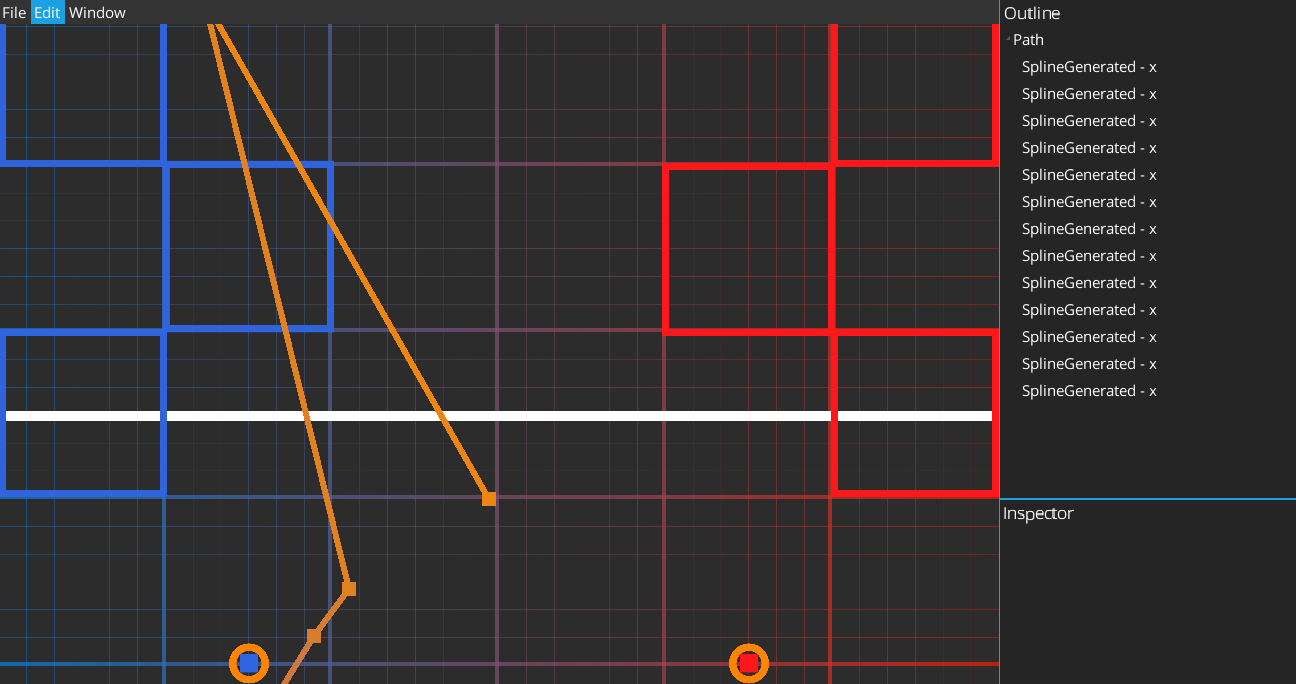 File Edit Window
Outline
Path
SplineGenerated - x
SplineGenerated - x
SplineGenerated - x
SplineGenerated - x
SplineGenerated - x
SplineGenerated - x
SplineGenerated - x
SplineGenerated - x
SplineGenerated - x
SplineGenerated - x
SplineGenerated - x
SplineGenerated - x
SplineGenerated - x
Inspector